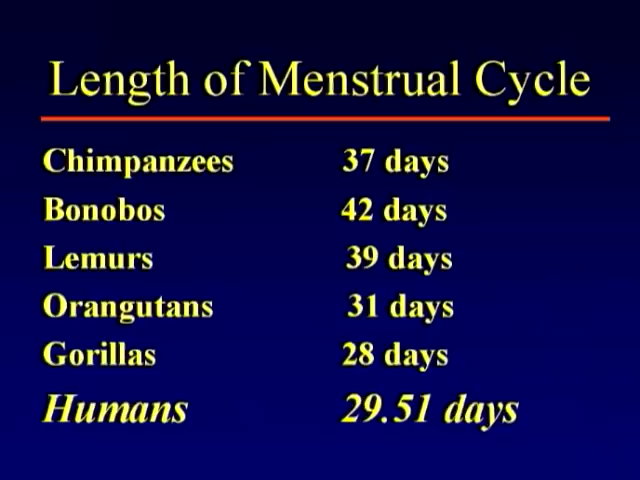 Length of Menstrual Cycle
Chimpanzees 37 days
Bonobos 42 days
Lemurs 39 days
Orangutans 31 days
Gorillas 28 days
Humans 29.51 days